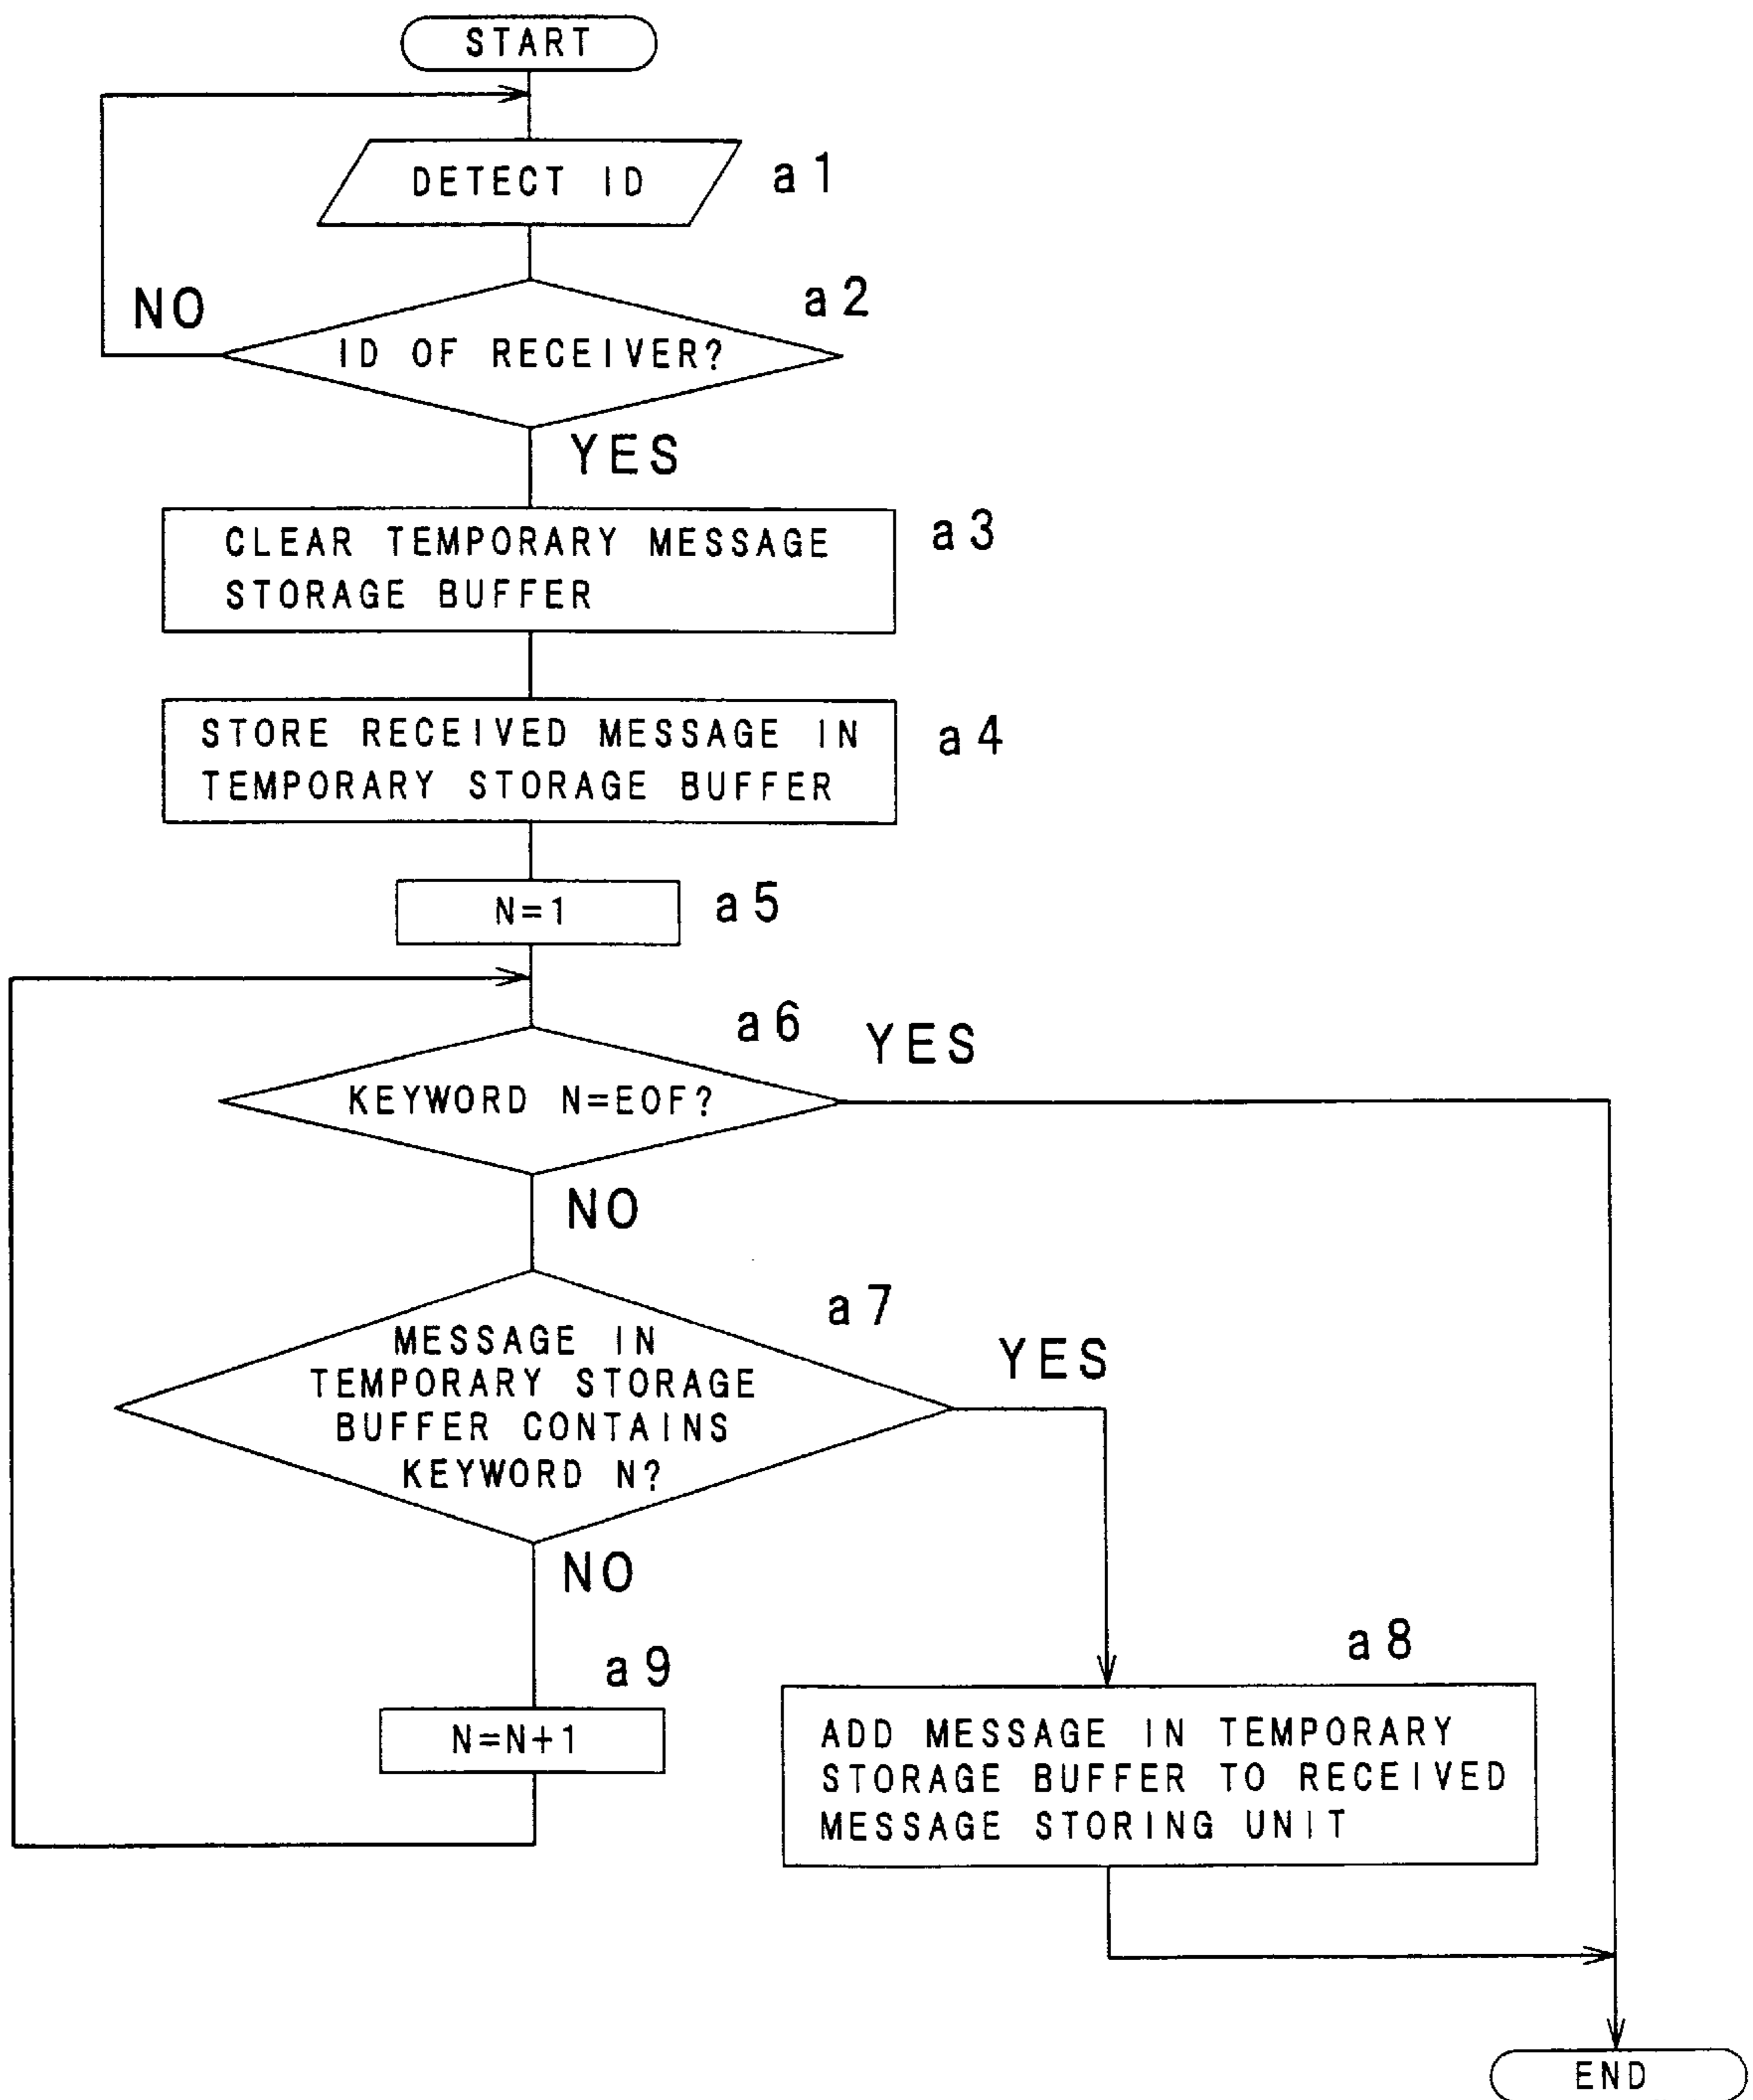 START
DETECT ID
a1
NO
a2
ID OF RECEIVER?
YES
CLEAR TEMPORARY MESSAGE
STORAGE BUFFER
a3
STORE RECEIVED MESSAGE IN
TEMPORARY STORAGE BUFFER
a4
N=1
a5
a6
YES
KEYWORD N=EOF?
NO
a7
MESSAGE IN
TEMPORARY STORAGE
BUFFER CONTAINS
KEYWORD N?
YES
NO
a9
N=N+1
a8
ADD MESSAGE IN TEMPORARY
STORAGE BUFFER TO RECEIVED
MESSAGE STORING UNIT
END